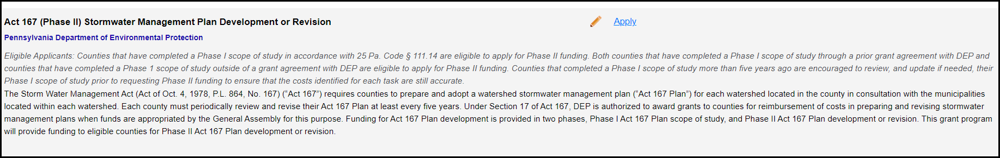 Act 167 (Phase II) Stormwater Management Plan Development or Revision
Apply
Pennsylvania Department of Environmental Protection
Eligible Applicants: Counties that have completed a Phase I scope of study in accordance with 25 Pa. Code § 111.14 are eligible to apply for Phase II funding. Both counties that have completed a Phase I scope of study through a prior grant agreement with DEP and
counties that have completed a Phase 1 scope of study outside of a grant agreement with DEP are eligible to apply for Phase II funding. Counties that completed a Phase I scope of study more than five years ago are encouraged to review, and update if needed, their
Phase I scope of study prior to requesting Phase II funding to ensure that the costs identified for each task are still accurate.
The Storm Water Management Act (Act of Oct. 4, 1978, P.L. 864, No. 167) (“Act 167”) requires counties to prepare and adopt a watershed stormwater management plan (“Act 167 Plan”) for each watershed located in the county in consultation with the municipalities
located within each watershed. Each county must periodically review and revise their Act 167 Plan at least every five years. Under Section 17 of Act 167, DEP is authorized to award grants to counties for reimbursement of costs in preparing and revising stormwater
management plans when funds are appropriated by the General Assembly for this purpose. Funding for Act 167 Plan development is provided in two phases, Phase I Act 167 Plan scope of study, and Phase II Act 167 Plan development or revision. This grant program
will provide funding to eligible counties for Phase II Act 167 Plan development or revision.